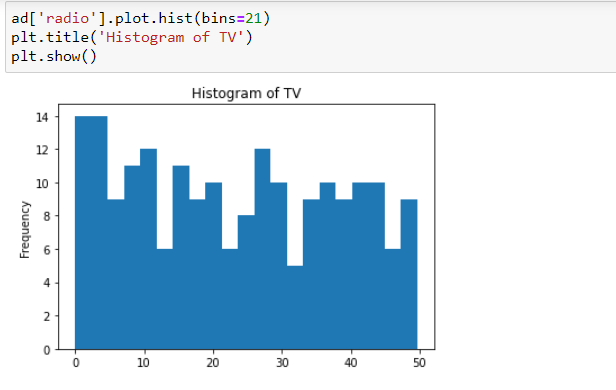 ad['radio'].plot.hist(bins=21)
plt.title('Histogram of TV')
plt.show()
Histogram of TV
14
12
10
8
6
4
2
0
Frequency
0 10 20 30 40 50